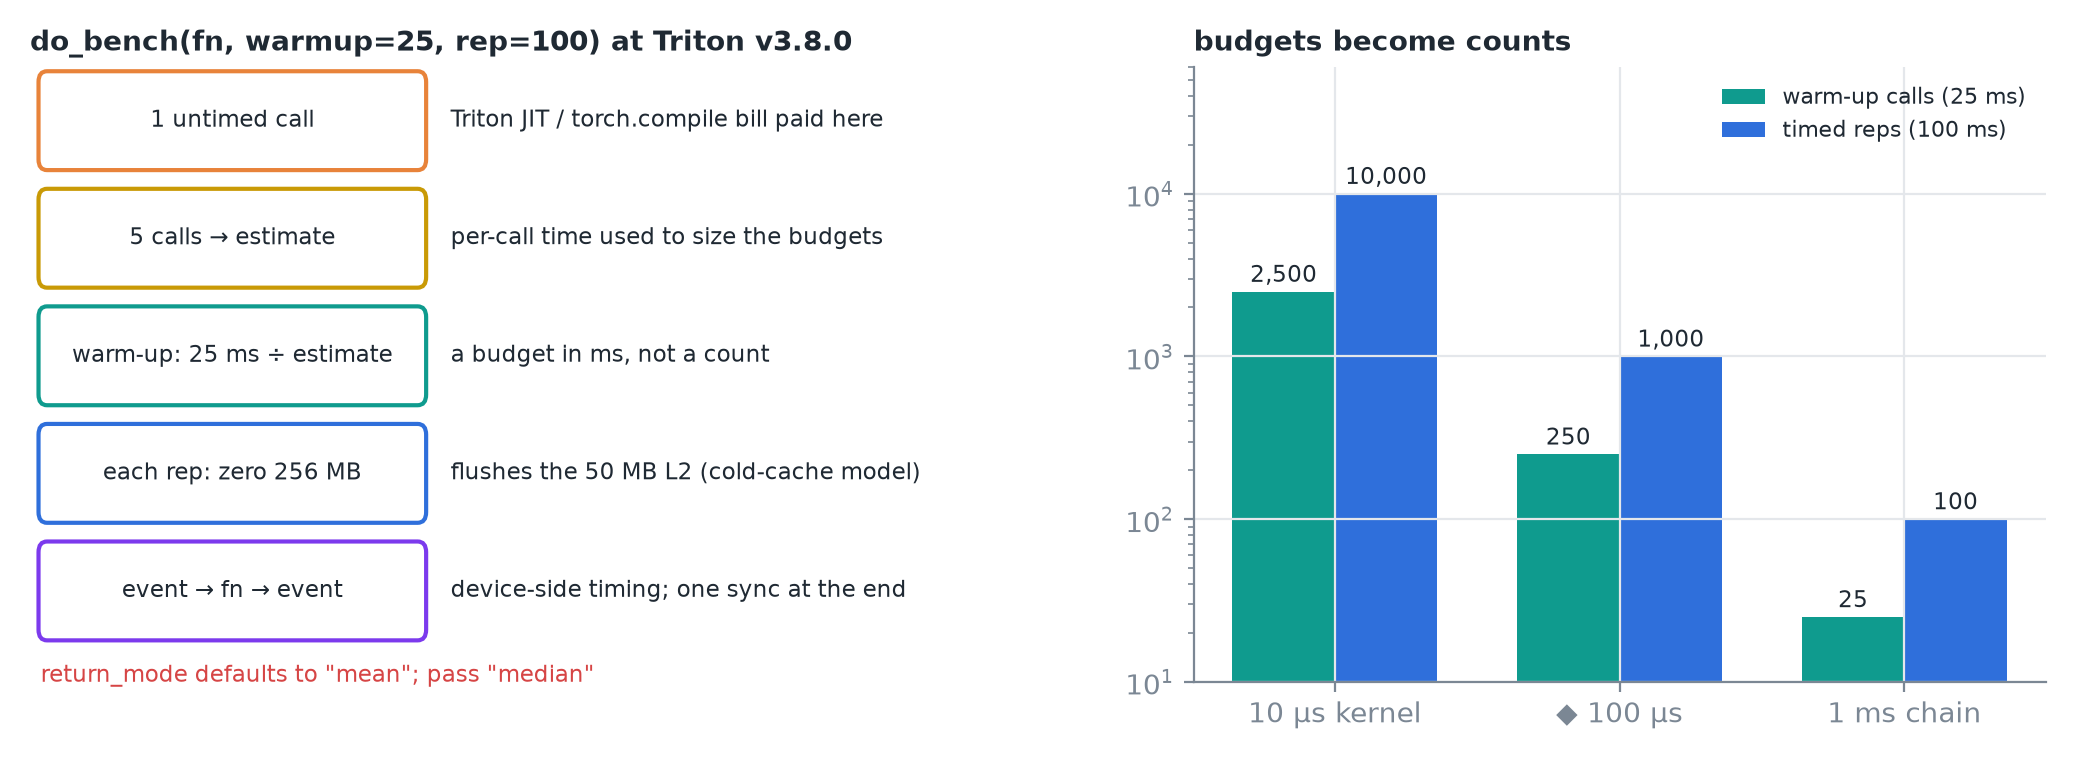 do_bench(fn, warmup=25, rep=100) at Triton v3.8.0
1 untimed call
Triton JIT / torch.compile bill paid here
5 calls → estimate
per-call time used to size the budgets
warm-up: 25 ms ÷ estimate
a budget in ms, not a count
each rep: zero 256 MB
flushes the 50 MB L2 (cold-cache model)
event → fn → event
device-side timing; one sync at the end
return_mode defaults to "mean"; pass "median"
budgets become counts
warm-up calls (25 ms)
timed reps (100 ms)
10⁴
10³
10²
10¹
2,500
10,000
250
1,000
25
100
10 µs kernel
◆ 100 µs
1 ms chain